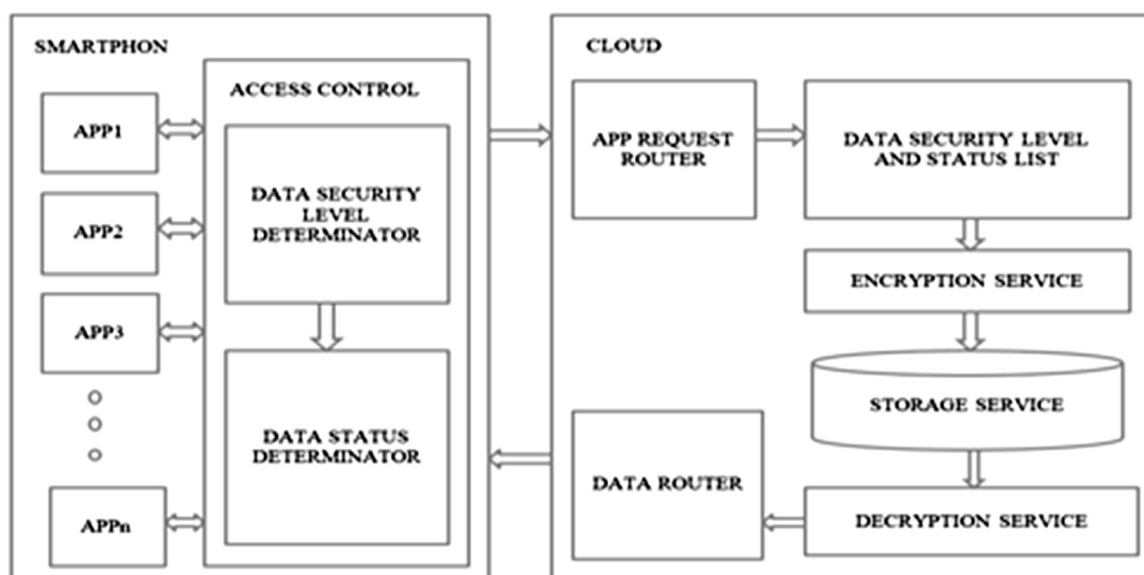 SMARTPHON
ACCESS CONTROL
APP1
APP2
APP3
APPn
DATA SECURITY
LEVEL
DETERMINATOR
DATA STATUS
DETERMINATOR
CLOUD
APP REQUEST
ROUTER
DATA SECURITY LEVEL
AND STATUS LIST
ENCRYPTION SERVICE
STORAGE SERVICE
DECRYPTION SERVICE
DATA ROUTER